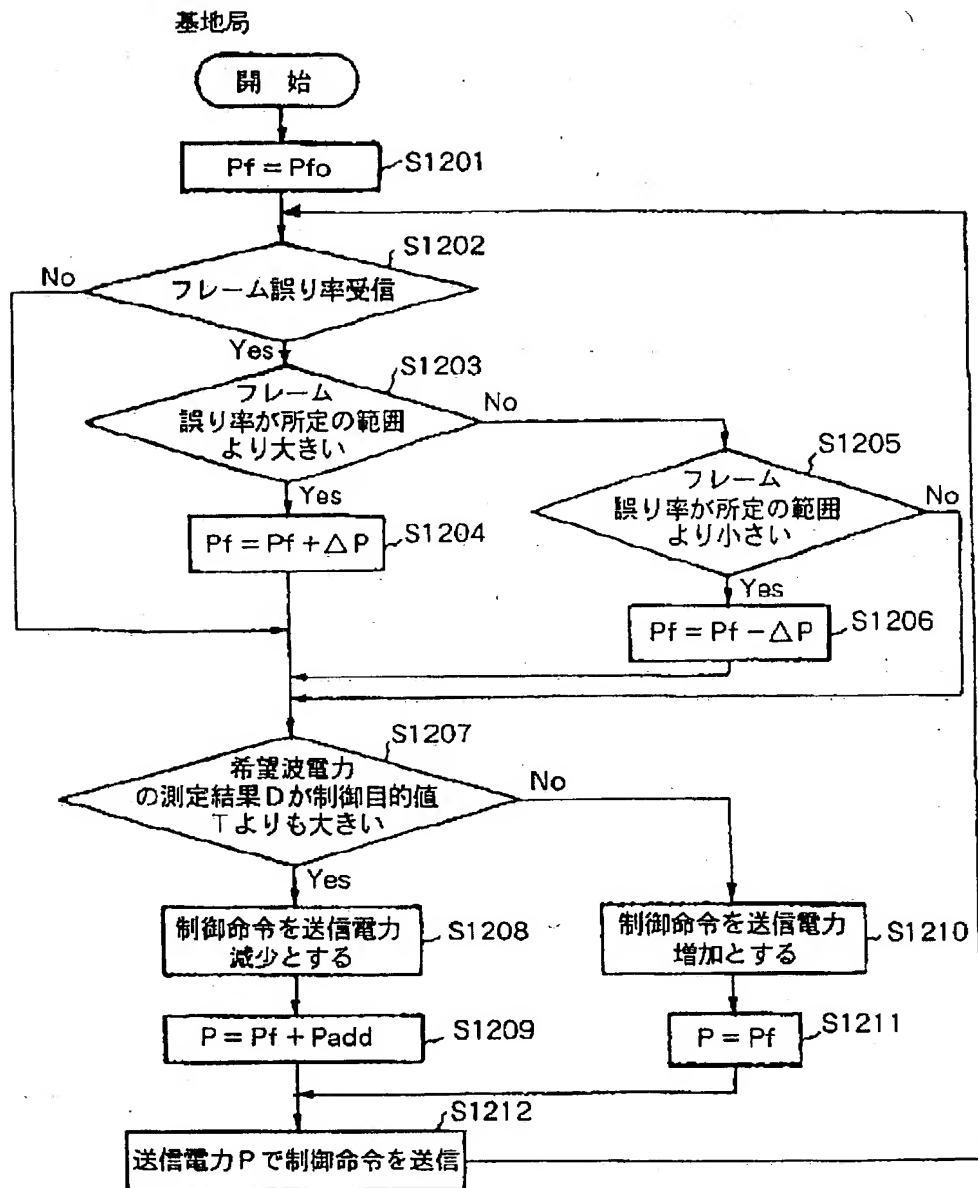 基地局
開 始
Pf = Pfo
S1201
S1202
No
フレーム誤り率受信
Yes
S1203
フレーム
誤り率が所定の範囲
より大きい
No
S1205
フレーム
誤り率が所定の範囲
より小さい
No
Yes
Pf = Pf + △P
S1204
Yes
Pf = Pf − △P
S1206
S1207
希望波電力
の測定結果Dが制御目的値
Tよりも大きい
No
Yes
制御命令を送信電力
減少とする
S1208
制御命令を送信電力
増加とする
S1210
P = Pf + Padd
S1209
P = Pf
S1211
S1212
送信電力Pで制御命令を送信